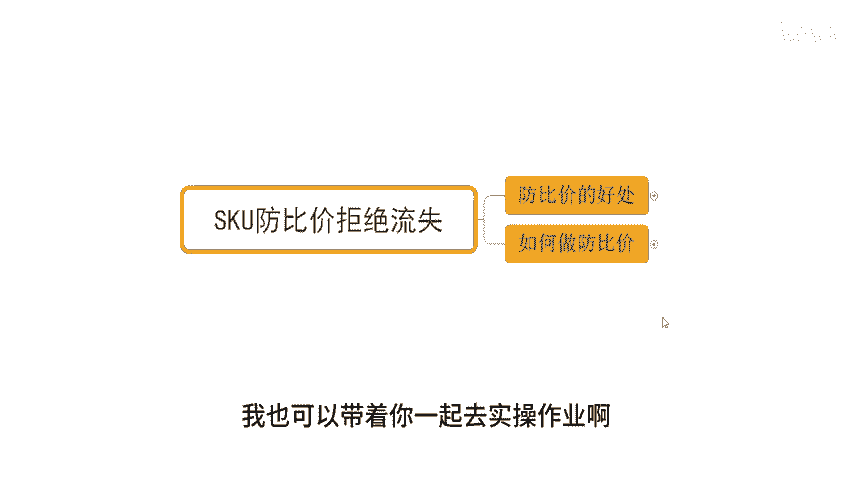 SKU防比价拒绝流失
防比价的好处
如何做防比价
我也可以带着你一起去实操作业啊